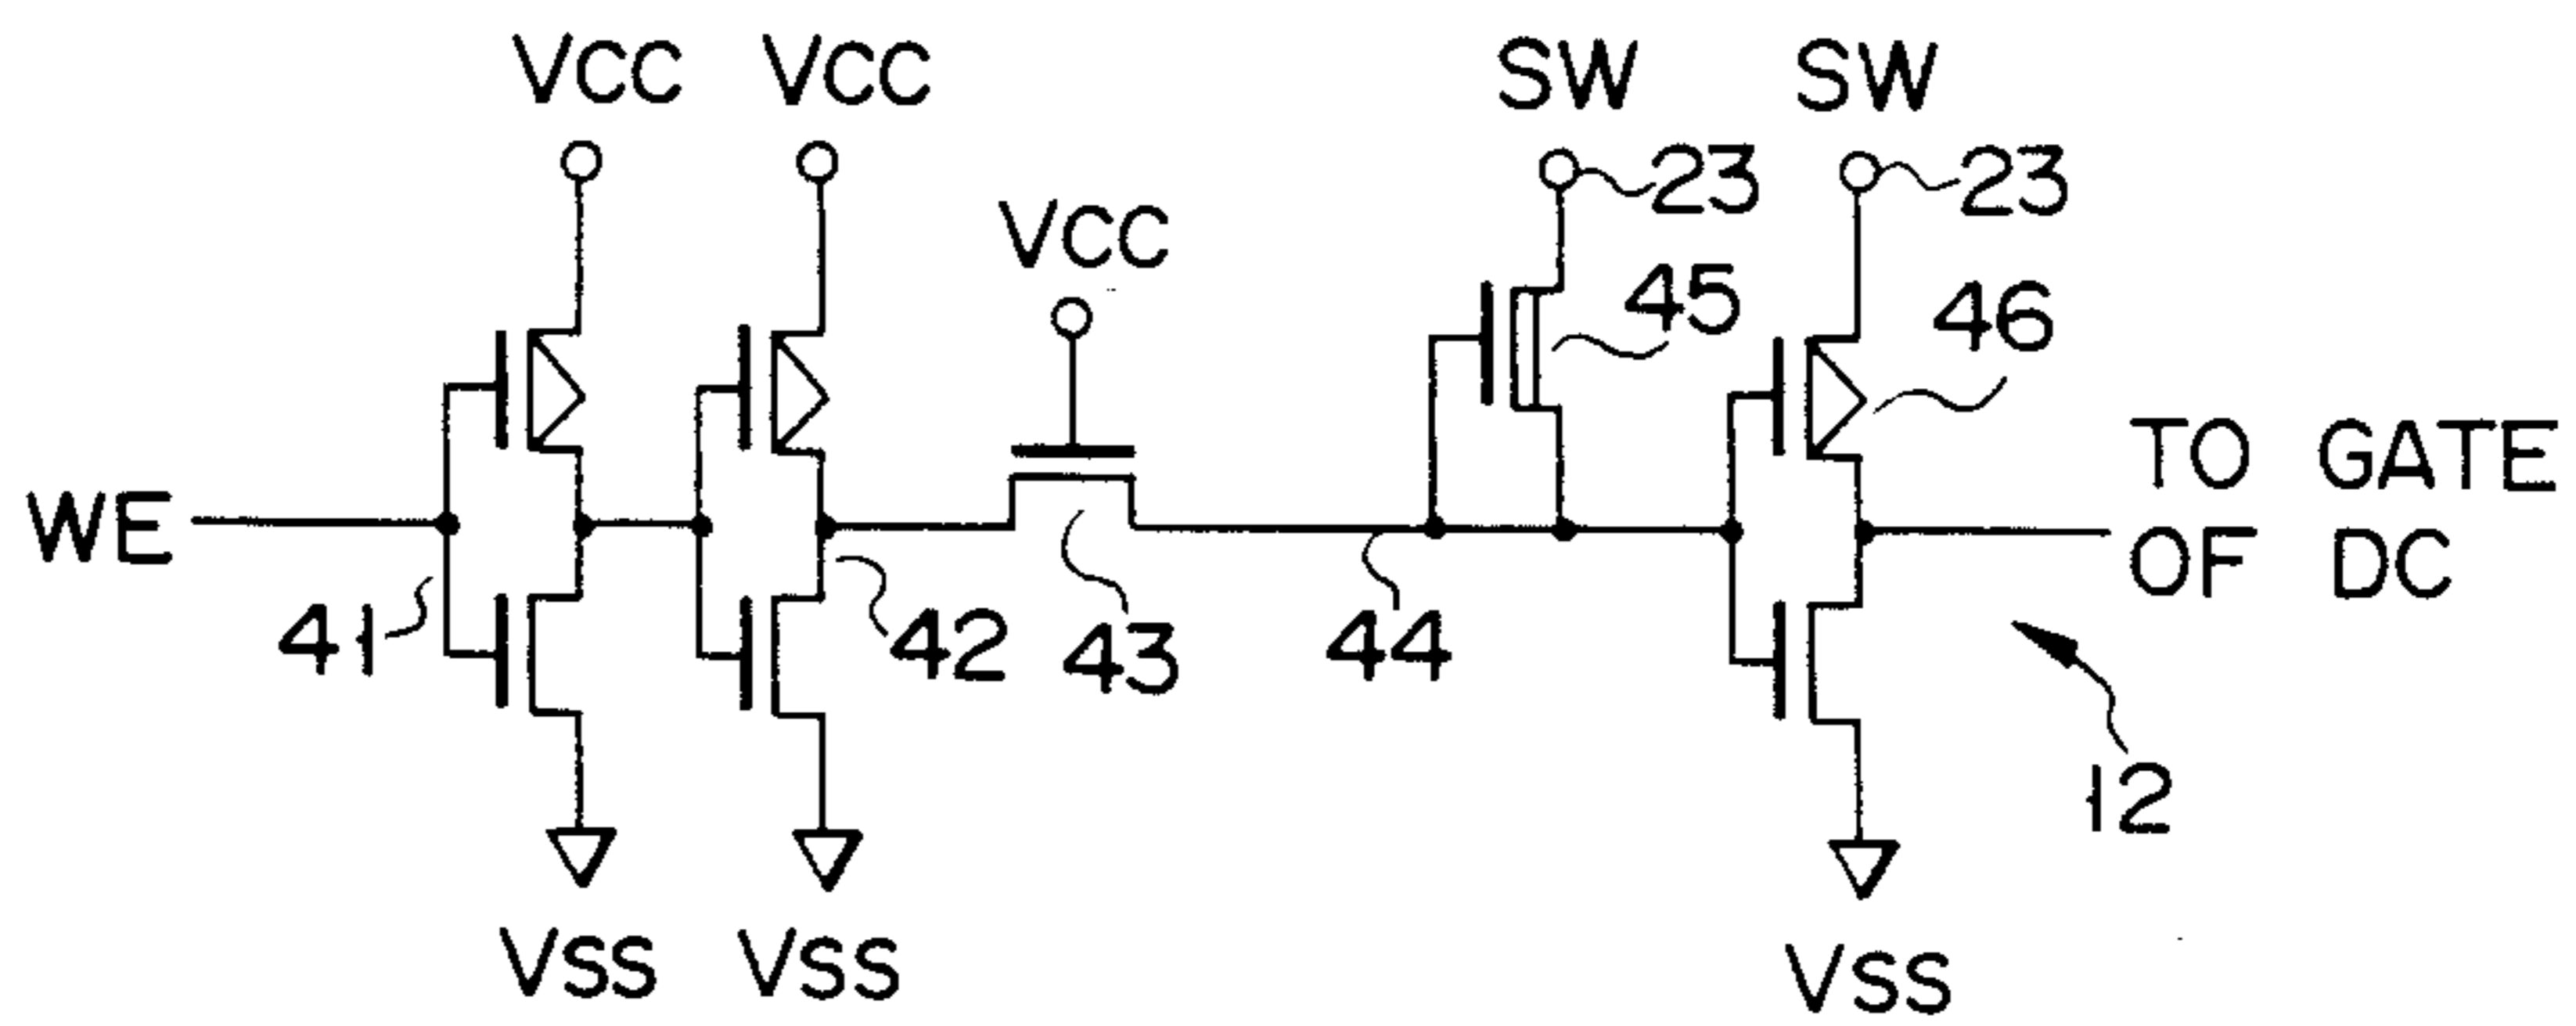 VCC VCC SW SW
23 23
VCC
45
46
WE
TO GATE
OF DC
41 42 43 44
12
VSS VSS VSS